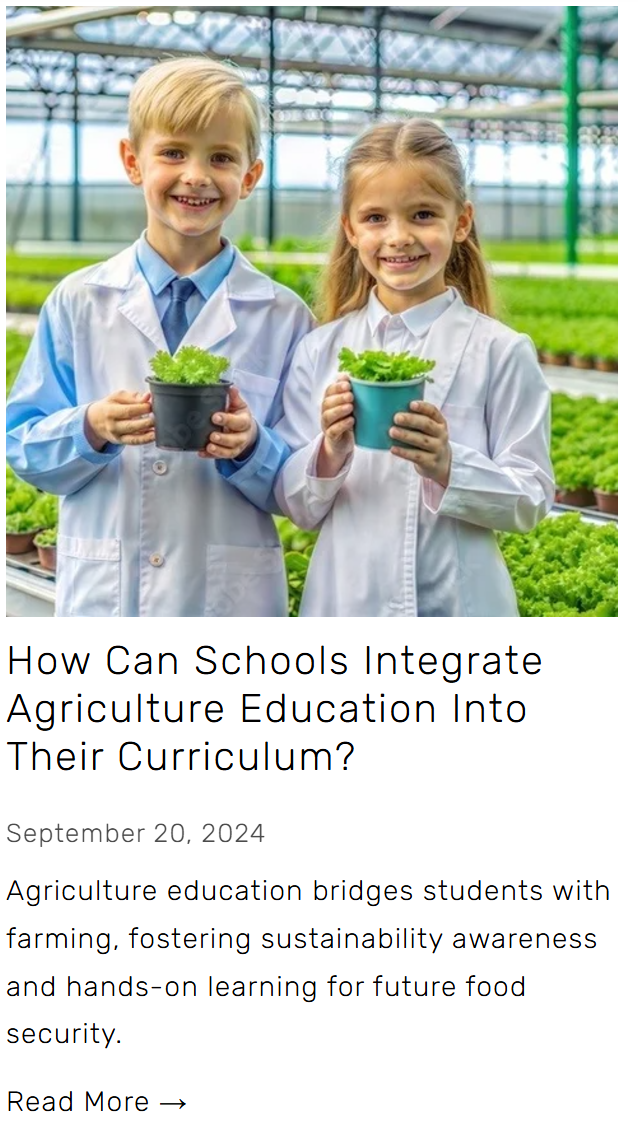 How Can Schools Integrate
Agriculture Education Into
Their Curriculum?
September 20, 2024
Agriculture education bridges students with
farming, fostering sustainability awareness
and hands-on learning for future food
security.
Read More →